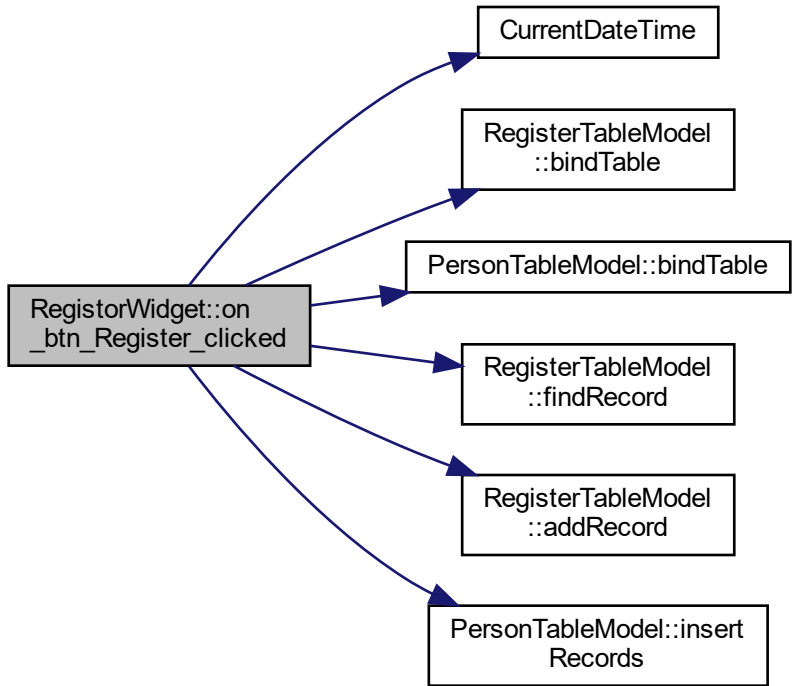 CurrentDateTime
RegisterTableModel
::bindTable
PersonTableModel::bindTable
RegistorWidget::on
_btn_Register_clicked
RegisterTableModel
::findRecord
RegisterTableModel
::addRecord
PersonTableModel::insert
Records